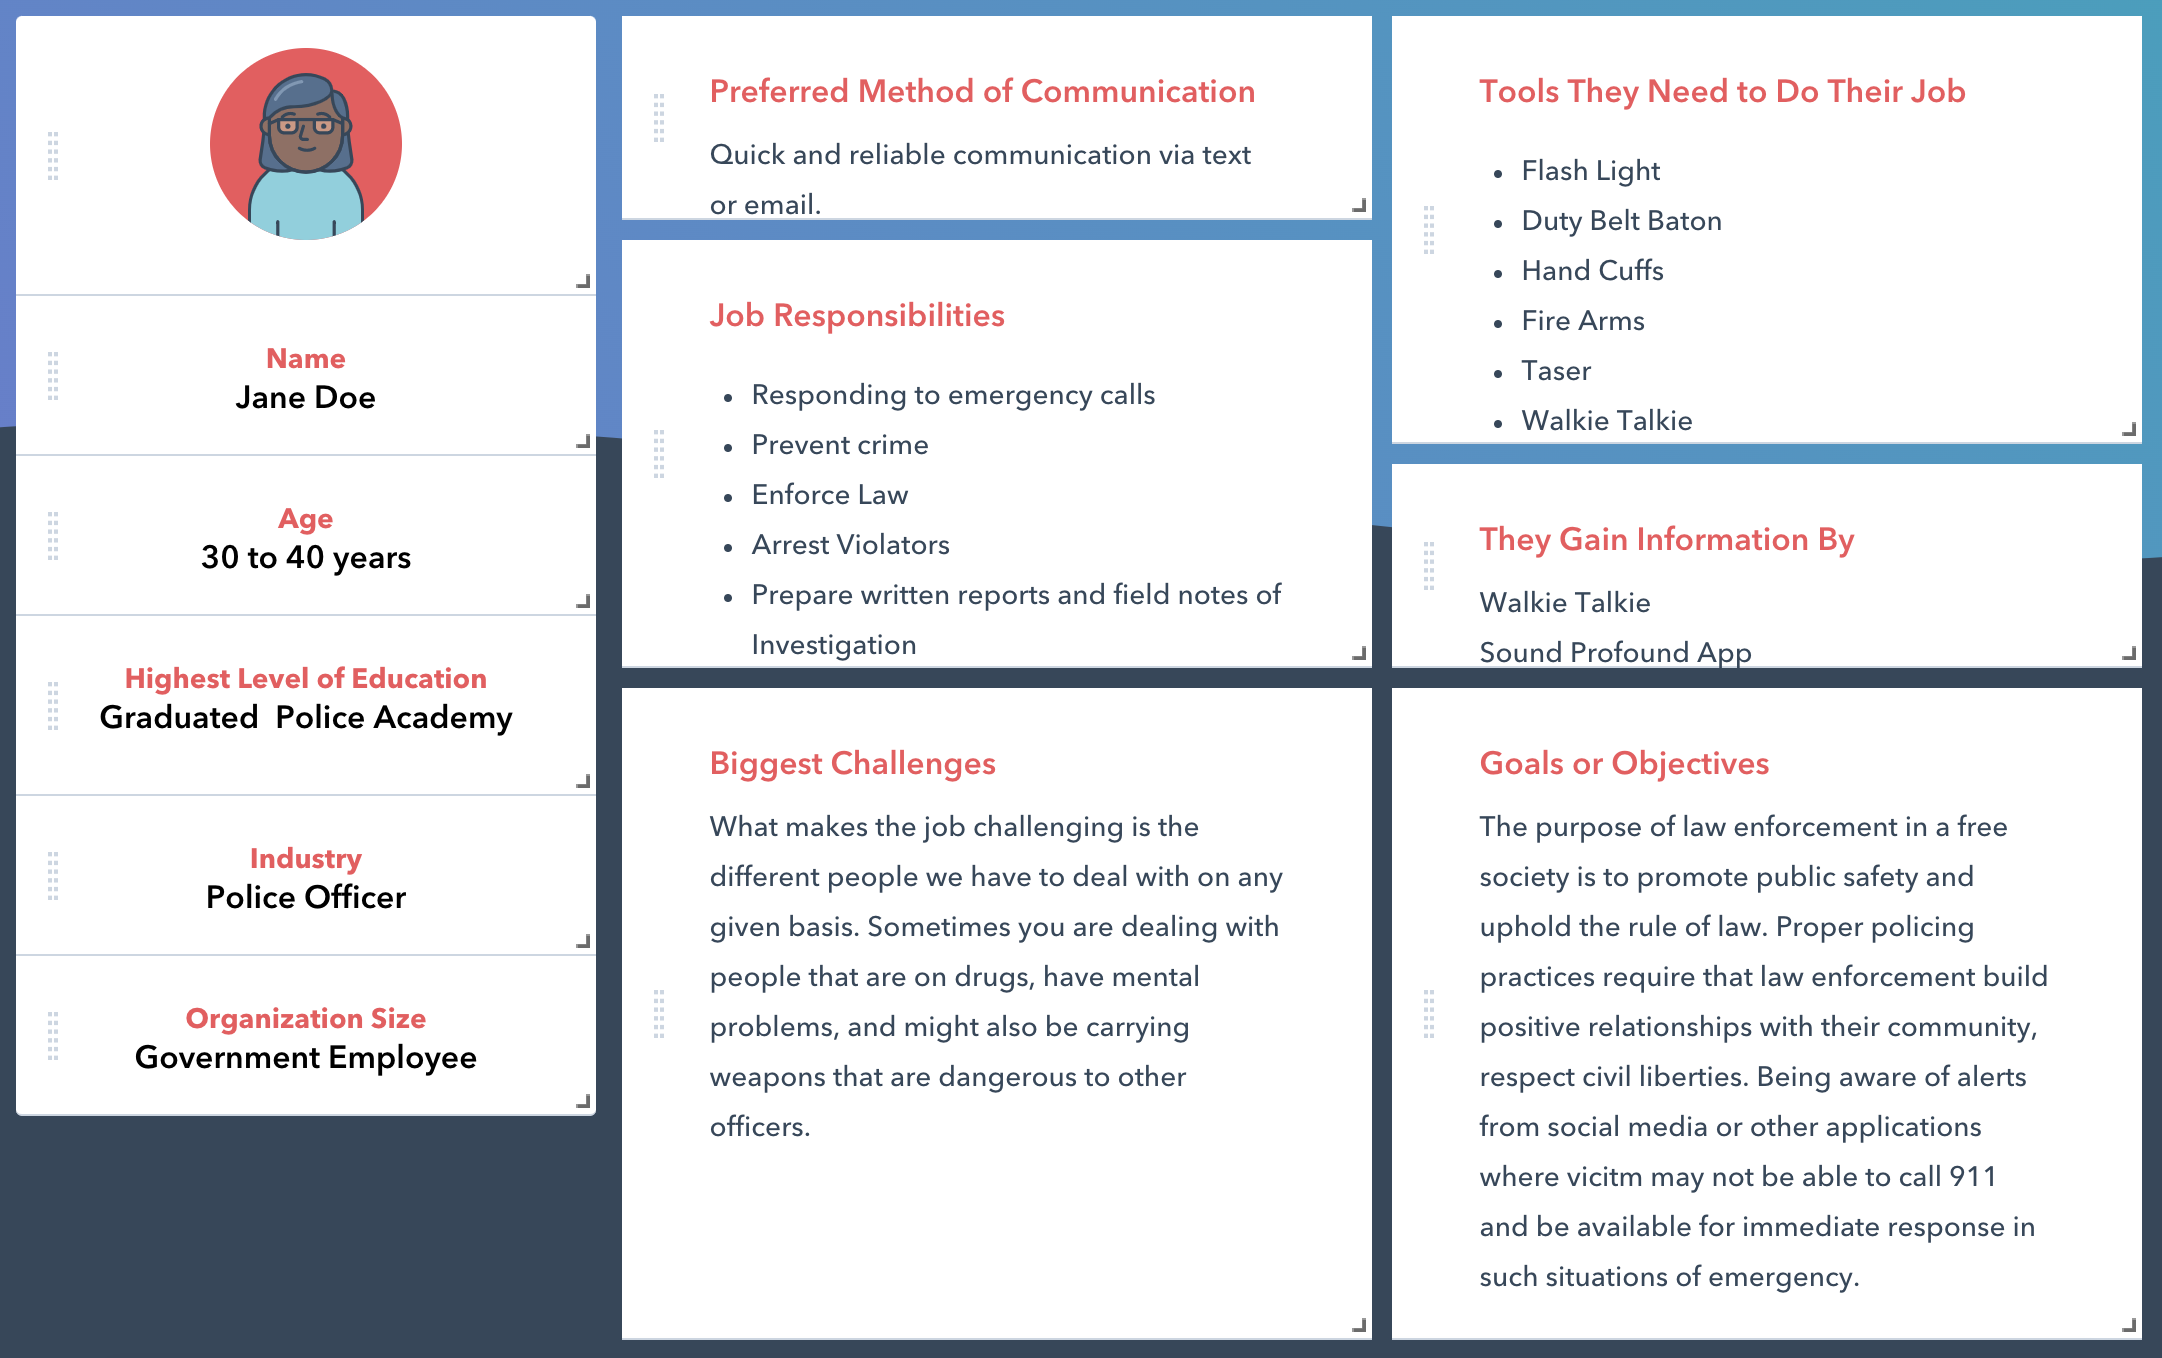 Name
Jane Doe
Age
30 to 40 years
Highest Level of Education
Graduated  Police Academy
Industry
Police Officer
Organization Size
Government Employee
Preferred Method of Communication
Quick and reliable communication via text
or email.
Job Responsibilities
• Responding to emergency calls
• Prevent crime
• Enforce Law
• Arrest Violators
• Prepare written reports and field notes of
Investigation
Biggest Challenges
What makes the job challenging is the
different people we have to deal with on any
given basis. Sometimes you are dealing with
people that are on drugs, have mental
problems, and might also be carrying
weapons that are dangerous to other
officers.
Tools They Need to Do Their Job
• Flash Light
• Duty Belt Baton
• Hand Cuffs
• Fire Arms
• Taser
• Walkie Talkie
They Gain Information By
Walkie Talkie
Sound Profound App
Goals or Objectives
The purpose of law enforcement in a free
society is to promote public safety and
uphold the rule of law. Proper policing
practices require that law enforcement build
positive relationships with their community,
respect civil liberties. Being aware of alerts
from social media or other applications
where vicitm may not be able to call 911
and be available for immediate response in
such situations of emergency.